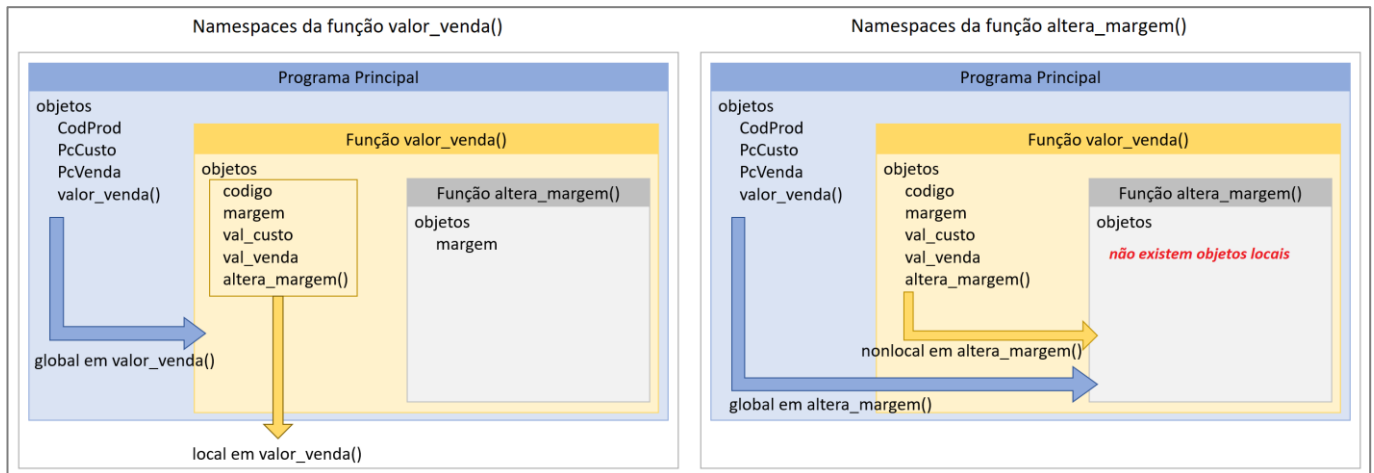 Namespaces da função valor_venda()
Programa Principal
objetos
CodProd
PcCusto
PcVenda
valor_venda()
Função valor_venda()
objetos
codigo
margem
val_custo
val_venda
altera_margem()
Função altera_margem()
objetos
margem
global em valor_venda()
local em valor_venda()
Namespaces da função altera_margem()
Programa Principal
objetos
CodProd
PcCusto
PcVenda
valor_venda()
Função valor_venda()
objetos
codigo
margem
val_custo
val_venda
altera_margem()
Função altera_margem()
objetos
não existem objetos locais
nonlocal em altera_margem()
global em altera_margem()